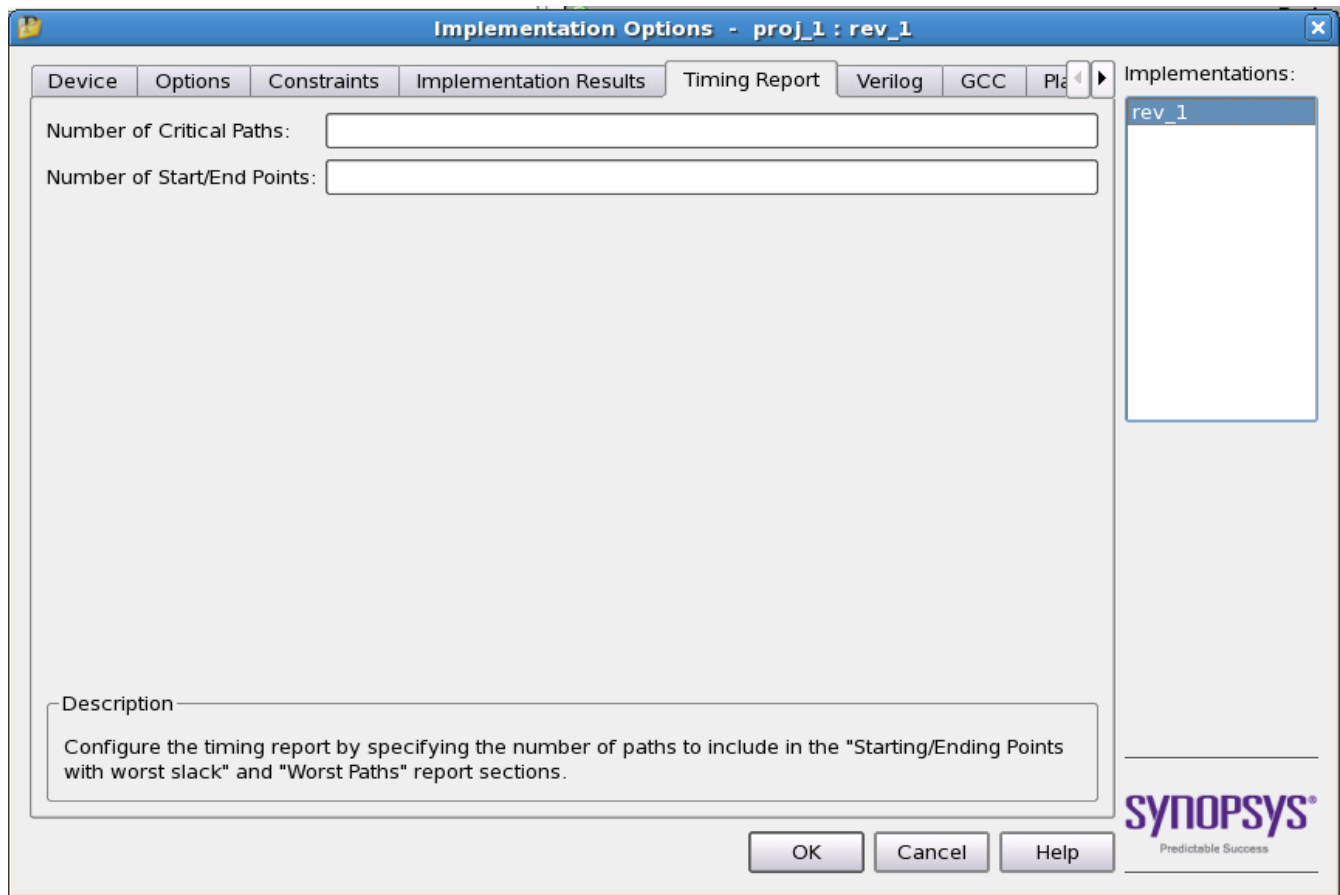 Implementation Options - proj_1 : rev_1
Device Options Constraints Implementation Results Timing Report Verilog GCC
Implementations:
rev_1
Number of Critical Paths:
Number of Start/End Points:
Description
Configure the timing report by specifying the number of paths to include in the "Starting/Ending Points
with worst slack" and "Worst Paths" report sections.
OK Cancel Help
SYNOPSYS®
Predictable Success